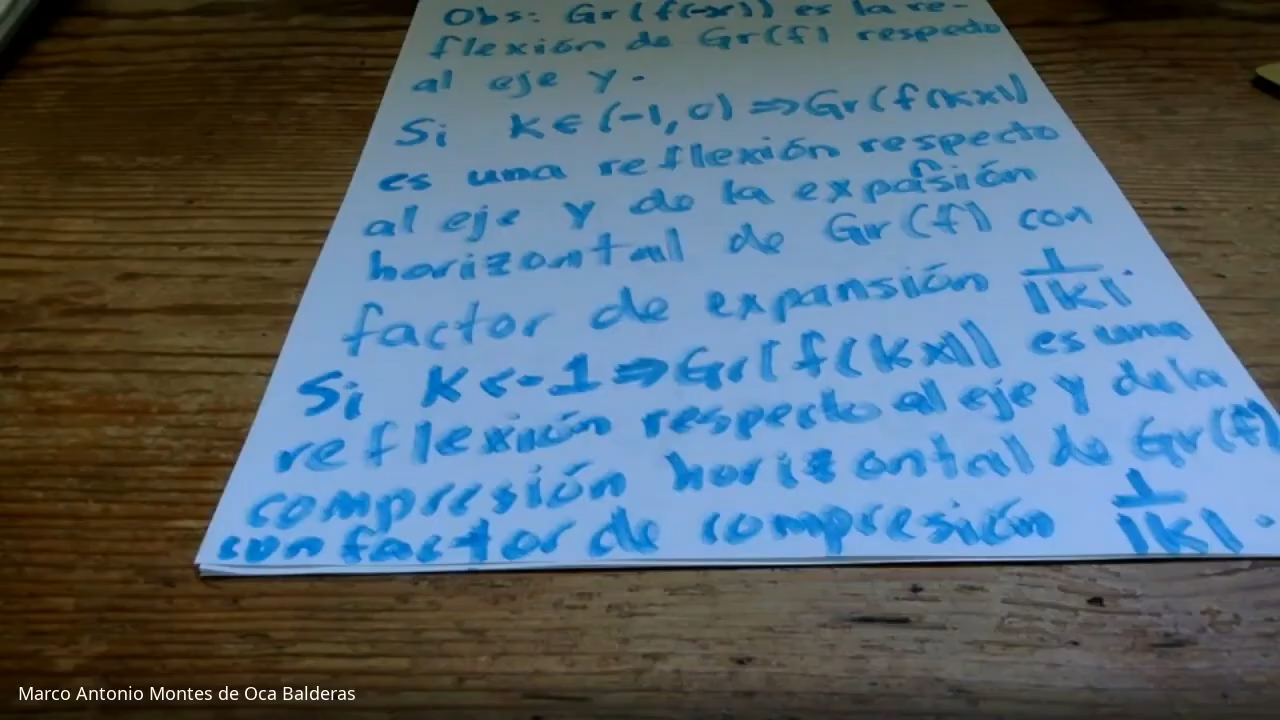 Obs: Gr(f(-x)) es la re-
flexión de Gr(f) respecto
al eje y.
Si K ∈ (-1, 0) ⇒ Gr(f(kx))
es una reflexión respecto
al eje y de la expansión
horizontal de Gr(f) con
factor de expansión 1/|k|.
Si K < -1 ⇒ Gr(f(kx)) es una
reflexión respecto al eje y de la
compresión horizontal de Gr(f)
con factor de compresión 1/|k|.
Marco Antonio Montes de Oca Balderas